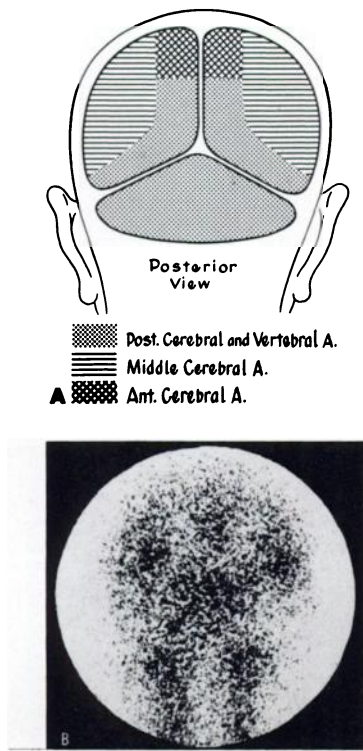 Posterior
View
Post. Cerebral and Vertebral A.
Middle Cerebral A.
A Ant. Cerebral A.
B